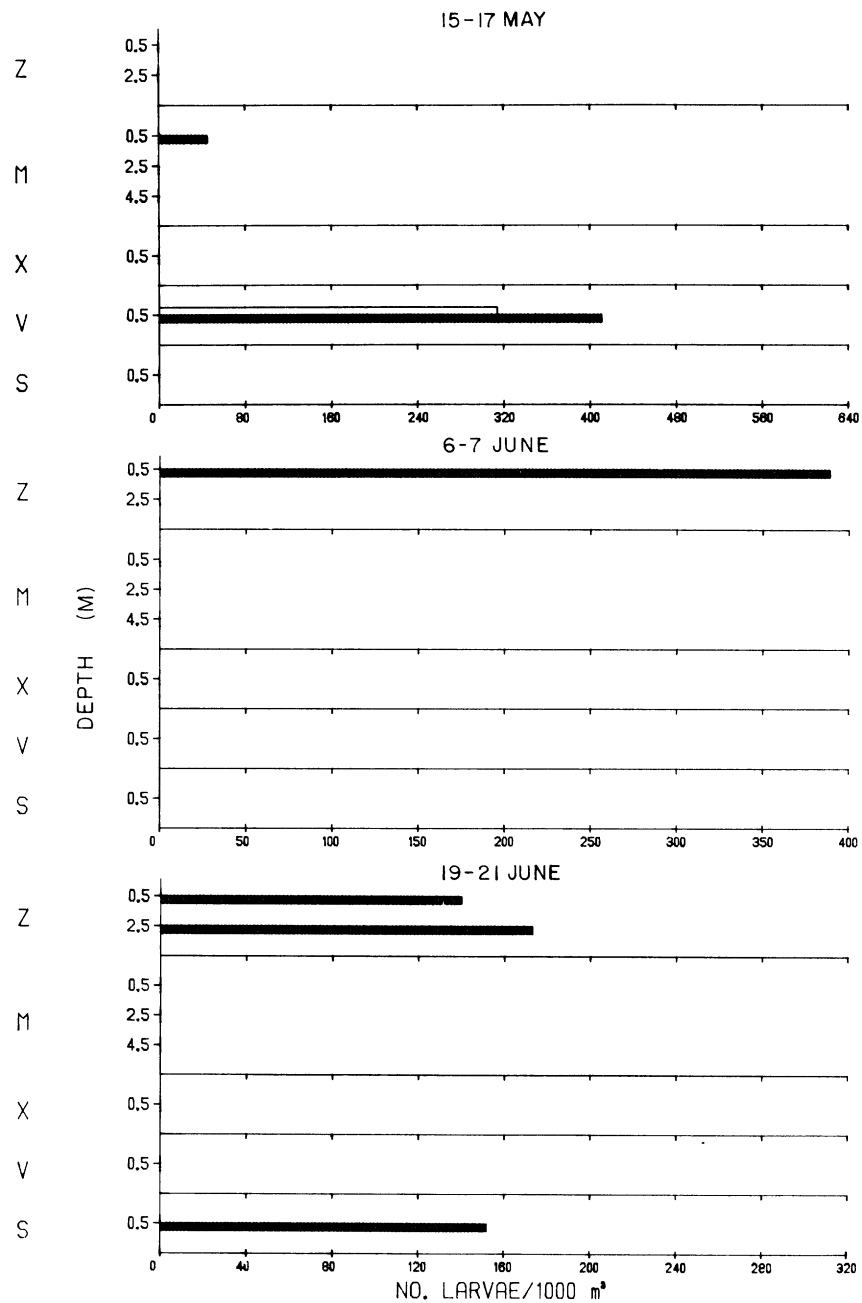 15-17 MAY
Z
0.5
2.5
M
0.5
2.5
4.5
X
0.5
V
0.5
S
0.5
0 80 160 240 320 400 480 560 640
6-7 JUNE
Z
0.5
2.5
M
0.5
2.5
4.5
X
0.5
V
0.5
S
0.5
DEPTH (M)
0 50 100 150 200 250 300 350 400
19-21 JUNE
Z
0.5
2.5
M
0.5
2.5
4.5
X
0.5
V
0.5
S
0.5
0 40 80 120 160 200 240 280 320
NO. LARVAE/1000 m³